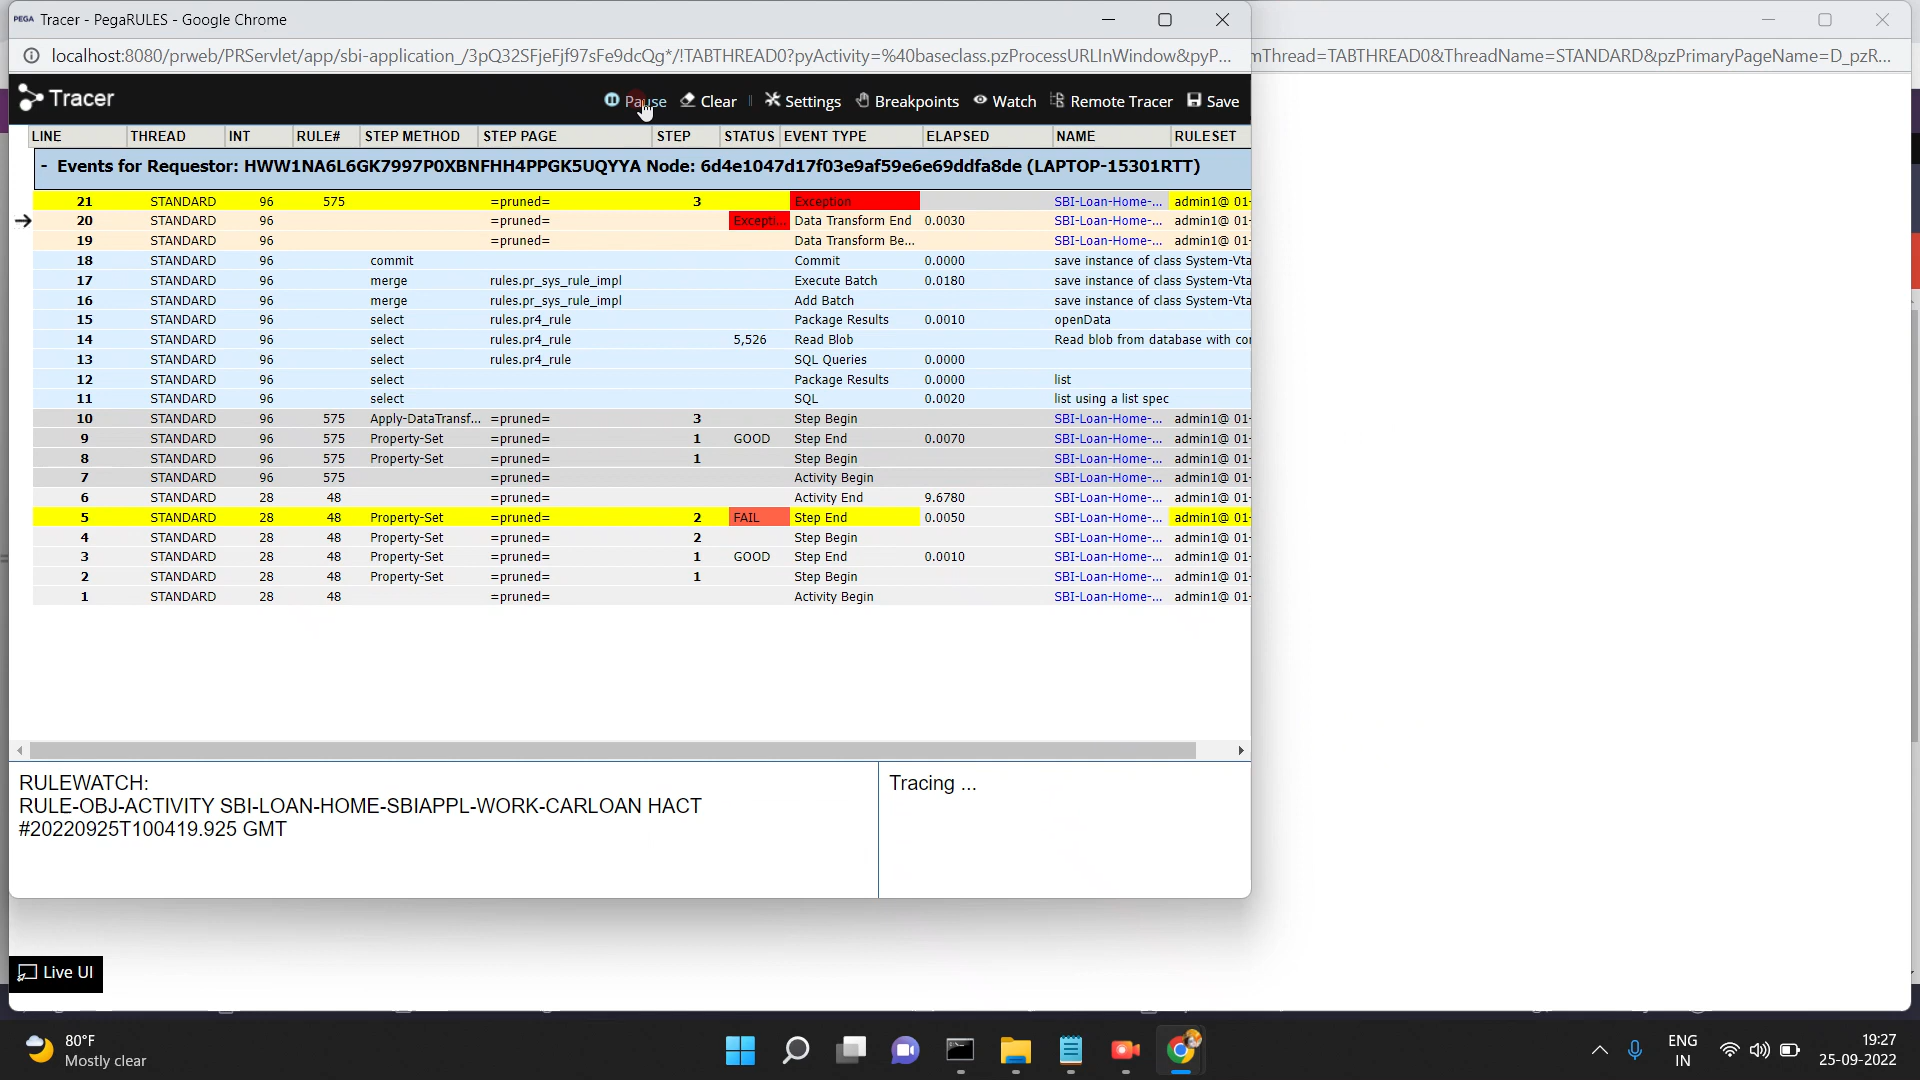 PEGA Tracer - PegaRULES - Google Chrome
localhost:8080/prweb/PRServlet/app/sbi-application_/3pQ32SFjeFjf97sFe9dcQg*/!TABTHREAD0?pyActivity=%40baseclass.pzProcessURLInWindow&pyP... mThread=TABTHREAD0&ThreadName=STANDARD&pzPrimaryPageName=D_pzR...
Tracer Pause Clear Settings Breakpoints Watch Remote Tracer Save
LINE THREAD INT RULE# STEP METHOD STEP PAGE STEP STATUS EVENT TYPE ELAPSED NAME RULESET
- Events for Requestor: HWW1NA6L6GK7997P0XBNFHH4PPGK5UQYYA Node: 6d4e1047d17f03e9af59e6e69ddfa8de (LAPTOP-15301RTT)
21 STANDARD 96 575 =pruned= 3 Exception SBI-Loan-Home-... admin1@ 01-
20 STANDARD 96 =pruned= Excepti... Data Transform End 0.0030 SBI-Loan-Home-... admin1@ 01-
19 STANDARD 96 =pruned= Data Transform Be... SBI-Loan-Home-... admin1@ 01-
18 STANDARD 96 commit Commit 0.0000 save instance of class System-Vta
17 STANDARD 96 merge rules.pr_sys_rule_impl Execute Batch 0.0180 save instance of class System-Vta
16 STANDARD 96 merge rules.pr_sys_rule_impl Add Batch save instance of class System-Vta
15 STANDARD 96 select rules.pr4_rule Package Results 0.0010 openData
14 STANDARD 96 select rules.pr4_rule 5,526 Read Blob Read blob from database with cor
13 STANDARD 96 select rules.pr4_rule SQL Queries 0.0000
12 STANDARD 96 select Package Results 0.0000 list
11 STANDARD 96 select SQL 0.0020 list using a list spec
10 STANDARD 96 575 Apply-DataTransf... =pruned= 3 Step Begin SBI-Loan-Home-... admin1@ 01-
9 STANDARD 96 575 Property-Set =pruned= 1 GOOD Step End 0.0070 SBI-Loan-Home-... admin1@ 01-
8 STANDARD 96 575 Property-Set =pruned= 1 Step Begin SBI-Loan-Home-... admin1@ 01-
7 STANDARD 96 575 =pruned= Activity Begin SBI-Loan-Home-... admin1@ 01-
6 STANDARD 28 48 =pruned= Activity End 9.6780 SBI-Loan-Home-... admin1@ 01-
5 STANDARD 28 48 Property-Set =pruned= 2 FAIL Step End 0.0050 SBI-Loan-Home-... admin1@ 01-
4 STANDARD 28 48 Property-Set =pruned= 2 Step Begin SBI-Loan-Home-... admin1@ 01-
3 STANDARD 28 48 Property-Set =pruned= 1 GOOD Step End 0.0010 SBI-Loan-Home-... admin1@ 01-
2 STANDARD 28 48 Property-Set =pruned= 1 Step Begin SBI-Loan-Home-... admin1@ 01-
1 STANDARD 28 48 =pruned= Activity Begin SBI-Loan-Home-... admin1@ 01-
RULEWATCH:
RULE-OBJ-ACTIVITY SBI-LOAN-HOME-SBIAPPL-WORK-CARLOAN HACT
#20220925T100419.925 GMT
Tracing ...
Live UI
80°F
Mostly clear
ENG
IN
19:27
25-09-2022